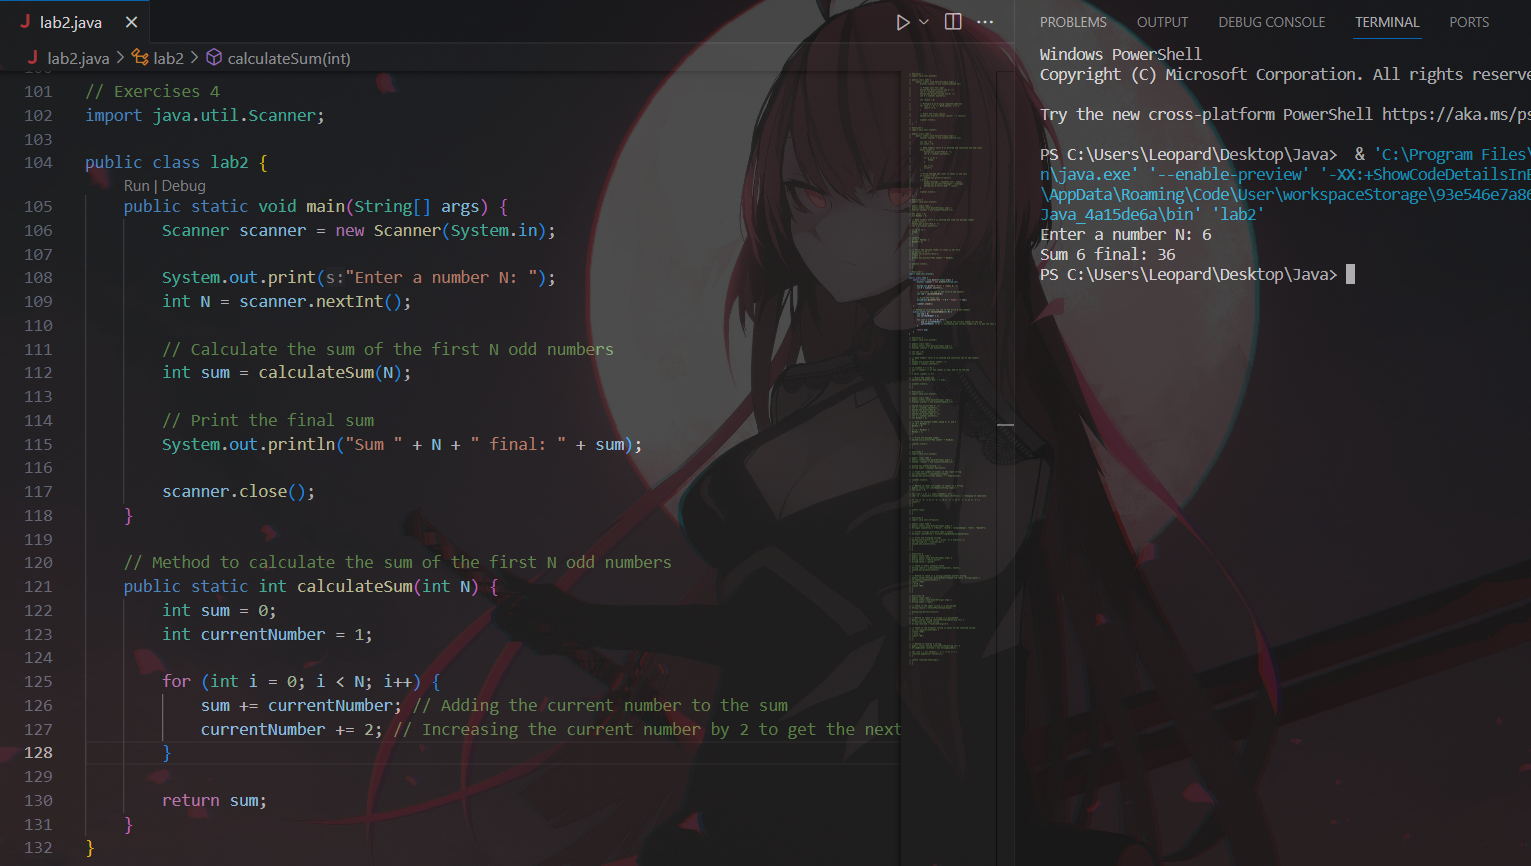 lab2.java
lab2.java > lab2 > calculateSum(int)
101 // Exercises 4
102 import java.util.Scanner;
103
104 public class lab2 {
Run | Debug
105 public static void main(String[] args) {
106 Scanner scanner = new Scanner(System.in);
107
108 System.out.print(s:"Enter a number N: ");
109 int N = scanner.nextInt();
110
111 // Calculate the sum of the first N odd numbers
112 int sum = calculateSum(N);
113
114 // Print the final sum
115 System.out.println("Sum " + N + " final: " + sum);
116
117 scanner.close();
118 }
119
120 // Method to calculate the sum of the first N odd numbers
121 public static int calculateSum(int N) {
122 int sum = 0;
123 int currentNumber = 1;
124
125 for (int i = 0; i < N; i++) {
126 sum += currentNumber; // Adding the current number to the sum
127 currentNumber += 2; // Increasing the current number by 2 to get the next
128 }
129
130 return sum;
131 }
132 }
PROBLEMS OUTPUT DEBUG CONSOLE TERMINAL PORTS
Windows PowerShell
Copyright (C) Microsoft Corporation. All rights reserve
Try the new cross-platform PowerShell https://aka.ms/ps
PS C:\Users\Leopard\Desktop\Java> & 'C:\Program Files\
n\java.exe' '--enable-preview' '-XX:+ShowCodeDetailsInE
\AppData\Roaming\Code\User\workspaceStorage\93e546e7a86
Java_4a15de6a\bin' 'lab2'
Enter a number N: 6
Sum 6 final: 36
PS C:\Users\Leopard\Desktop\Java>